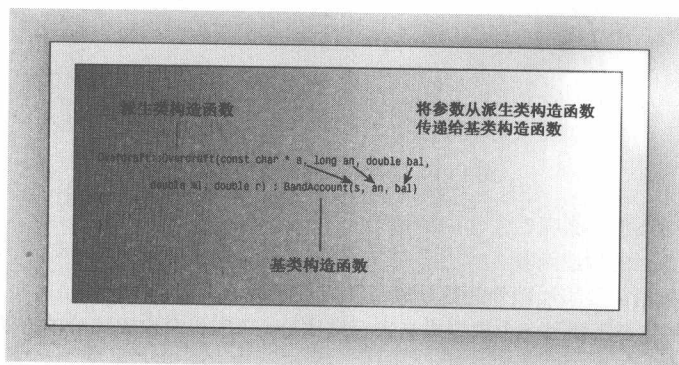 派生类构造函数
将参数从派生类构造函数
传递给基类构造函数
Overdraft::Overdraft(const char * s, long an, double bal,
double ml, double r) : BandAccount(s, an, bal)
基类构造函数